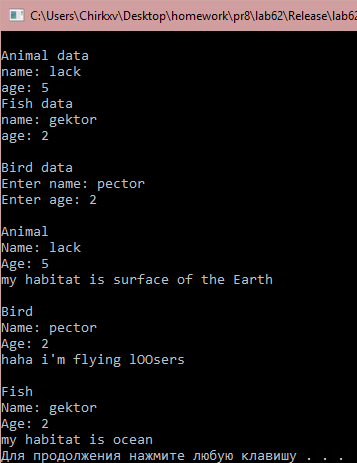 C:\Users\Chirkxv\Desktop\homework\pr8\lab62\Release\lab62
Animal data
name: lack
age: 5
Fish data
name: gektor
age: 2
Bird data
Enter name: pector
Enter age: 2
Animal
Name: lack
Age: 5
my habitat is surface of the Earth
Bird
Name: pector
Age: 2
haha i'm flying lOOsers
Fish
Name: gektor
Age: 2
my habitat is ocean
Для продолжения нажмите любую клавишу . . .